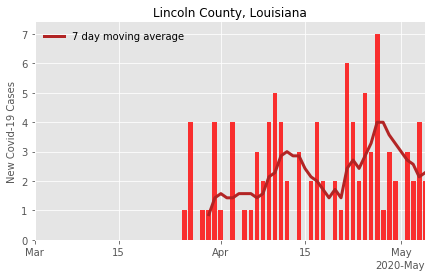 Lincoln County, Louisiana
7 day moving average
New Covid-19 Cases
7
6
5
4
3
2
1
0
Mar 15 Apr 15 May
2020-May